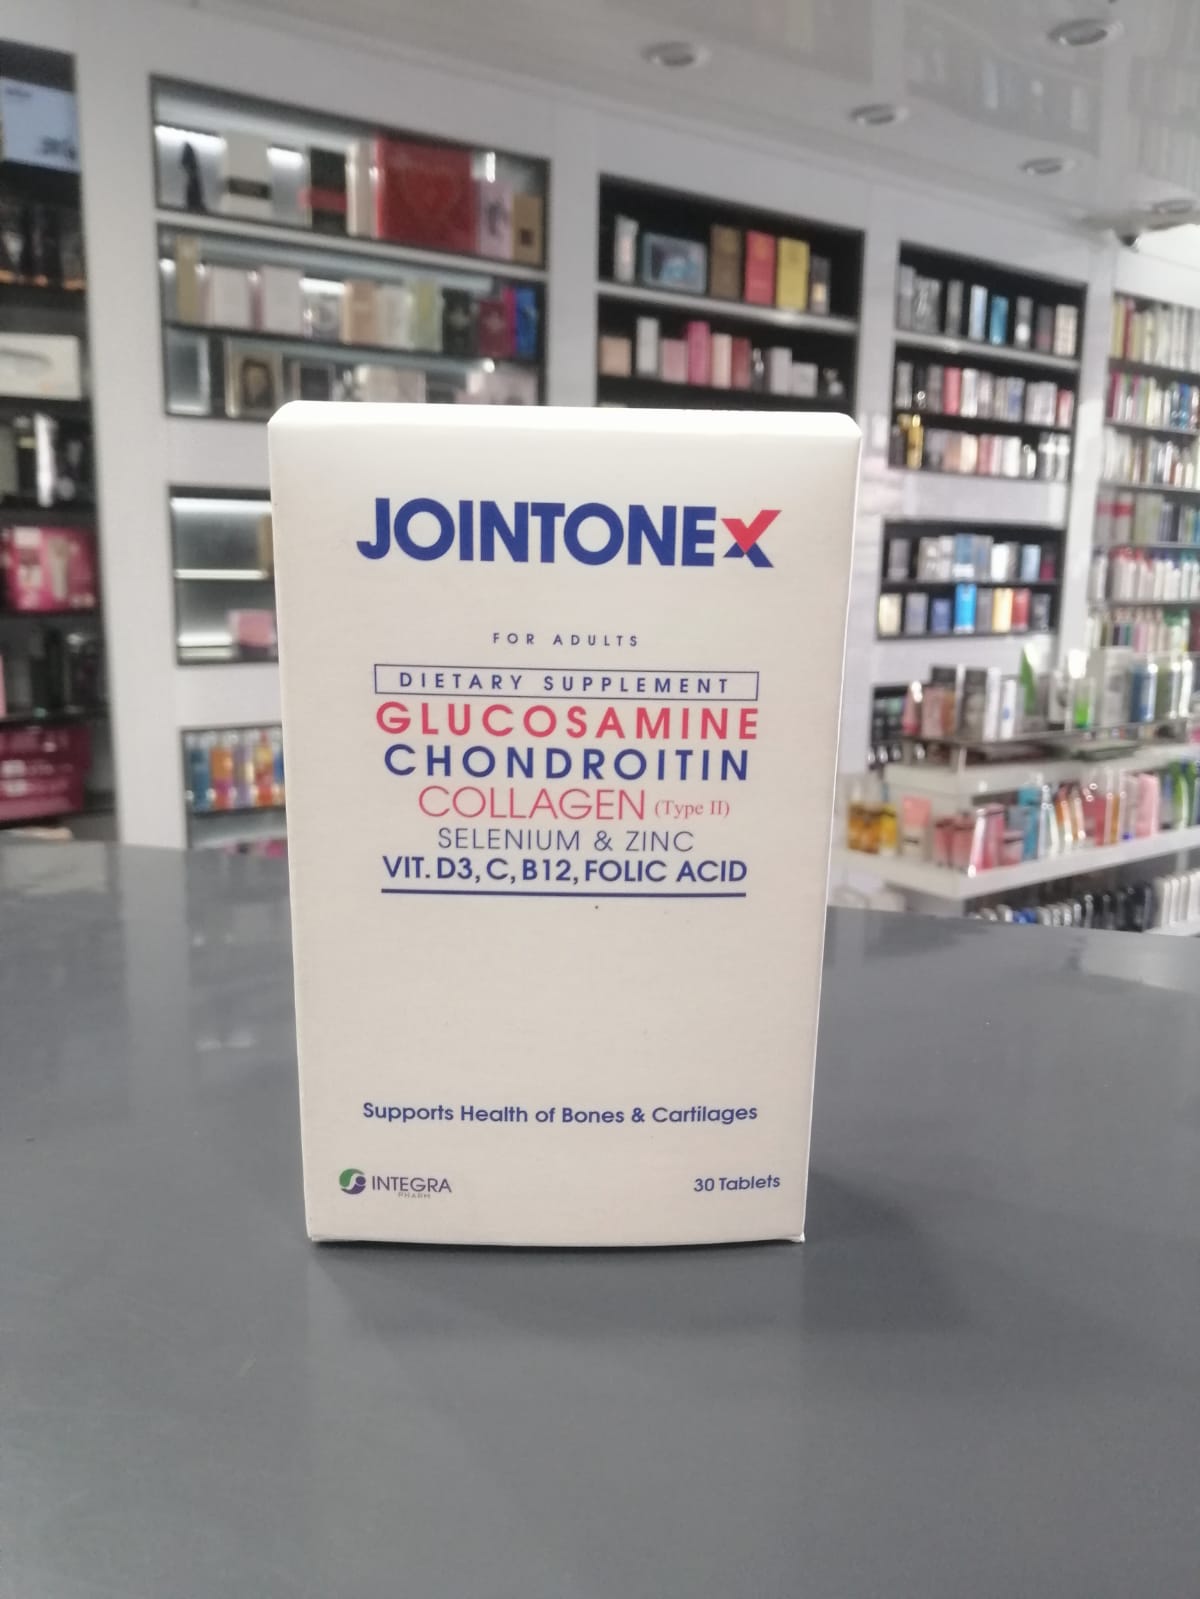 JOINTONEX
FOR ADULTS
DIETARY SUPPLEMENT
GLUCOSAMINE
CHONDROITIN
COLLAGEN (Type II)
SELENIUM & ZINC
VIT. D3, C, B12, FOLIC ACID
Supports Health of Bones & Cartilages
INTEGRA
PHARM
30 Tablets